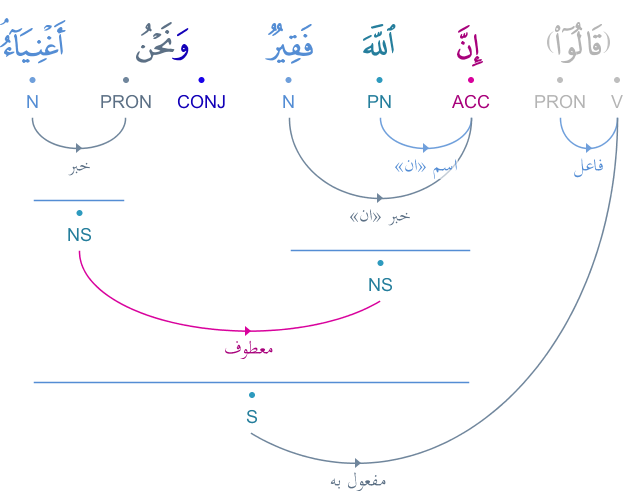 (قَالُوٓا۟) إِنَّ ٱللَّهَ فَقِيرٌۭ وَنَحْنُ أَغْنِيَآءُ ۘ
N PRON CONJ N PN ACC PRON V
خبر اسم «ان» فاعل
خبر «ان»
NS
NS
معطوف
S
مفعول به